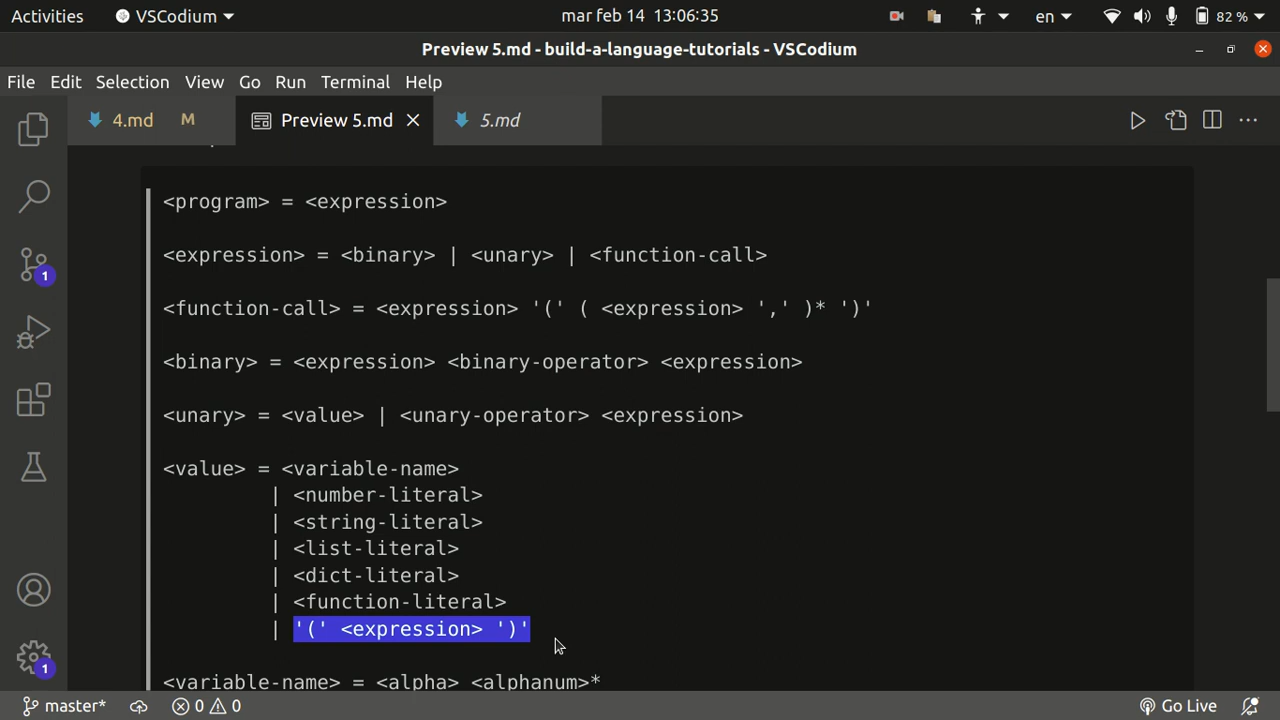 Activities VSCodium mar feb 14 13:06:35 en 82 %
Preview 5.md - build-a-language-tutorials - VSCodium
File Edit Selection View Go Run Terminal Help
4.md M Preview 5.md 5.md
<program> = <expression>
<expression> = <binary> | <unary> | <function-call>
<function-call> = <expression> '(' ( <expression> ',' )* ')'
<binary> = <expression> <binary-operator> <expression>
<unary> = <value> | <unary-operator> <expression>
<value> = <variable-name>
| <number-literal>
| <string-literal>
| <list-literal>
| <dict-literal>
| <function-literal>
| '(' <expression> ')'
<variable-name> = <alpha> <alphanum>*
1
1
master* 0 0 Go Live